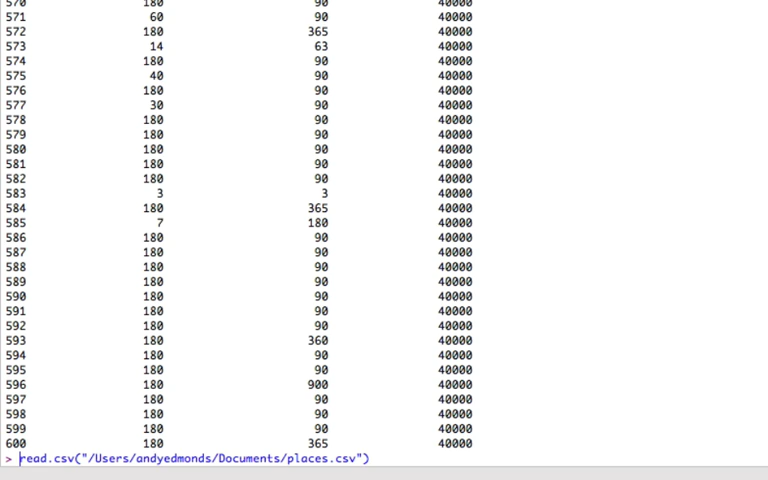 570 180 90 40000
571 60 90 40000
572 180 365 40000
573 14 63 40000
574 180 90 40000
575 40 90 40000
576 180 90 40000
577 30 90 40000
578 180 90 40000
579 180 90 40000
580 180 90 40000
581 180 90 40000
582 180 90 40000
583 3 3 40000
584 180 365 40000
585 7 180 40000
586 180 90 40000
587 180 90 40000
588 180 90 40000
589 180 90 40000
590 180 90 40000
591 180 90 40000
592 180 90 40000
593 180 360 40000
594 180 90 40000
595 180 90 40000
596 180 900 40000
597 180 90 40000
598 180 90 40000
599 180 90 40000
600 180 365 40000
> read.csv("/Users/andyedmonds/Documents/places.csv")